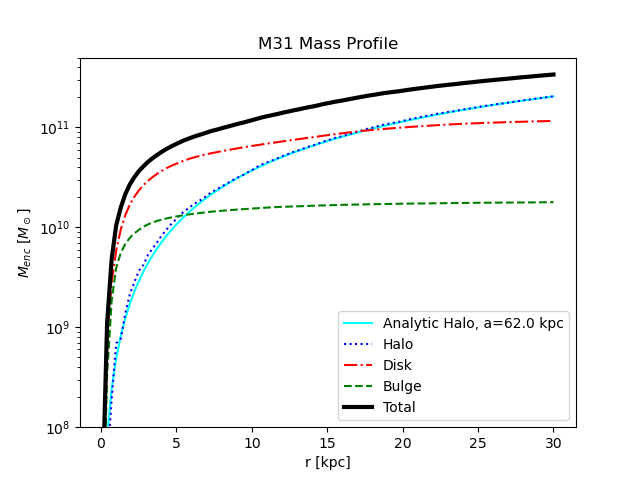 M31 Mass Profile
M_enc [M_⊙]
10^11
10^10
10^9
10^8
Analytic Halo, a=62.0 kpc
Halo
Disk
Bulge
Total
0 5 10 15 20 25 30
r [kpc]